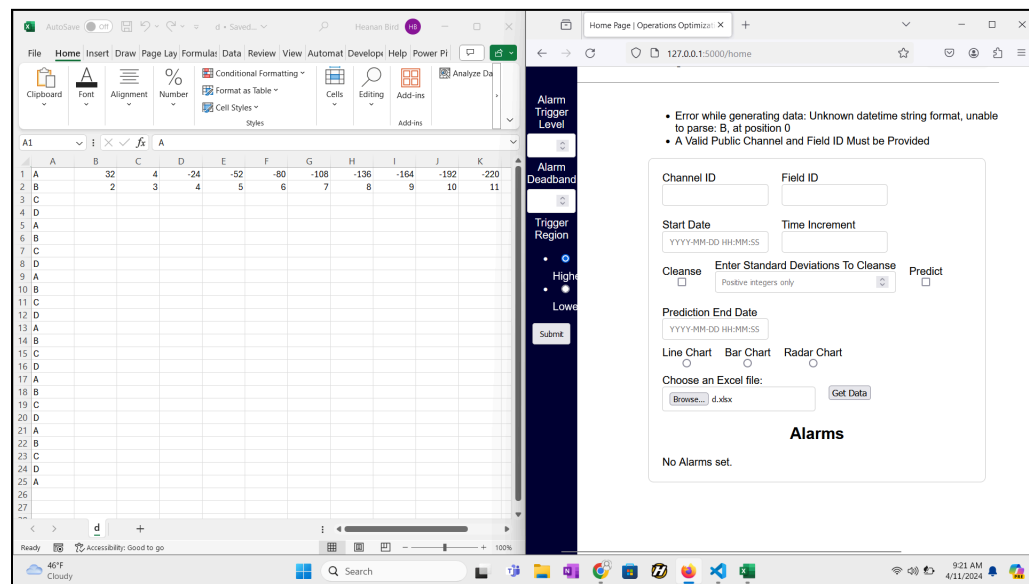 AutoSave Off d • Saved... Heanan Bird HB
File Home Insert Draw Page Lay Formulas Data Review View Automat Develope Help Power Pi
Clipboard Font Alignment Number Conditional Formatting Format as Table Cell Styles Styles Cells Editing Add-ins Add-ins Analyze Da
A1 fx A
A B C D E F G H I J K
1 A 32 4 -24 -52 -80 -108 -136 -164 -192 -220
2 B 2 3 4 5 6 7 8 9 10 11
3 C
4 D
5 A
6 B
7 C
8 D
9 A
10 B
11 C
12 D
13 A
14 B
15 C
16 D
17 A
18 B
19 C
20 D
21 A
22 B
23 C
24 D
25 A
26
27
d
Ready Accessibility: Good to go 100%
Home Page | Operations Optimizat
127.0.0.1:5000/home
Alarm
Trigger
Level
Alarm
Deadband
Trigger
Region
Highe
Lowe
Submit
Error while generating data: Unknown datetime string format, unable
to parse: B, at position 0
A Valid Public Channel and Field ID Must be Provided
Channel ID Field ID
Start Date Time Increment
YYYY-MM-DD HH:MM:SS
Cleanse Enter Standard Deviations To Cleanse Predict
Positive integers only
Prediction End Date
YYYY-MM-DD HH:MM:SS
Line Chart Bar Chart Radar Chart
Choose an Excel file:
Browse... d.xlsx Get Data
Alarms
No Alarms set.
46°F
Cloudy
Search
9:21 AM
4/11/2024